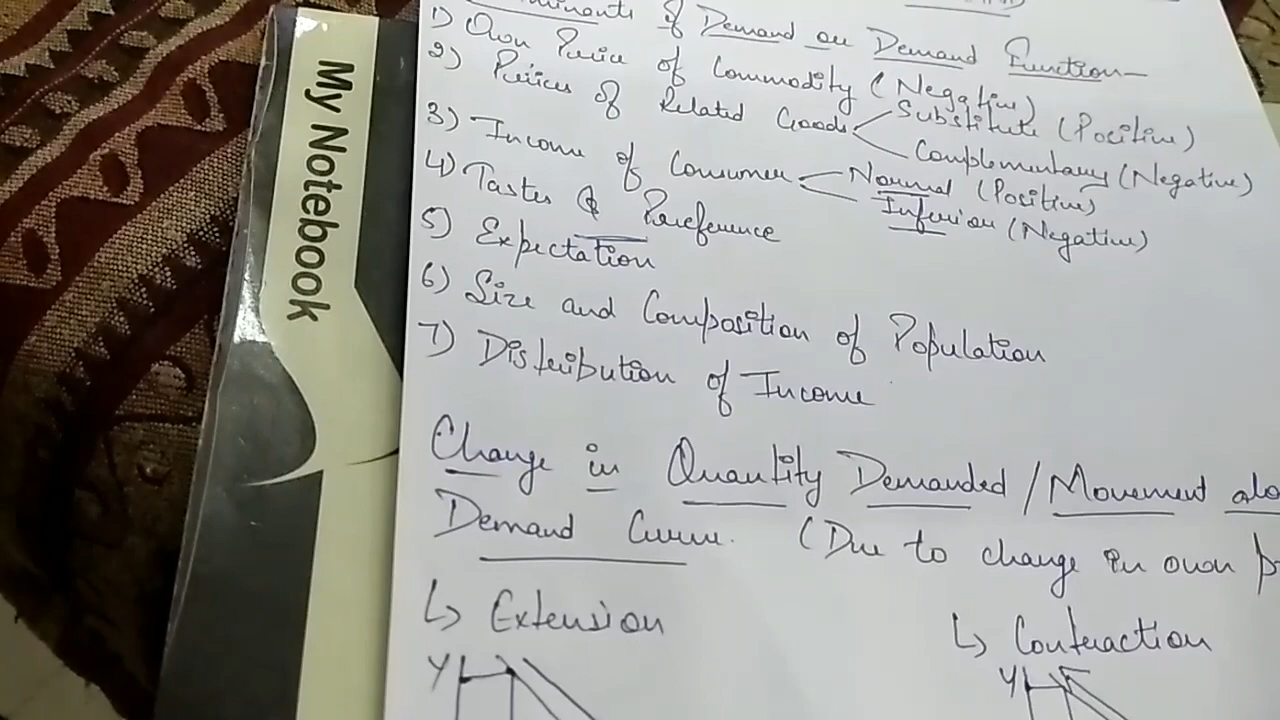 My Notebook
of Demand or Demand Function-
1) Own Price of Commodity (Negative)
2) Prices of Related Goods
Substitute (Positive)
Complementary (Negative)
3) Income of Consumer
Normal (Positive)
Inferior (Negative)
4) Tastes & Preference
5) Expectation
6) Size and Composition of Population
7) Distribution of Income
Change in Quantity Demanded / Movement
Demand Curve. (Due to change in own
↳ Extension
↳ Contraction
Y
Y